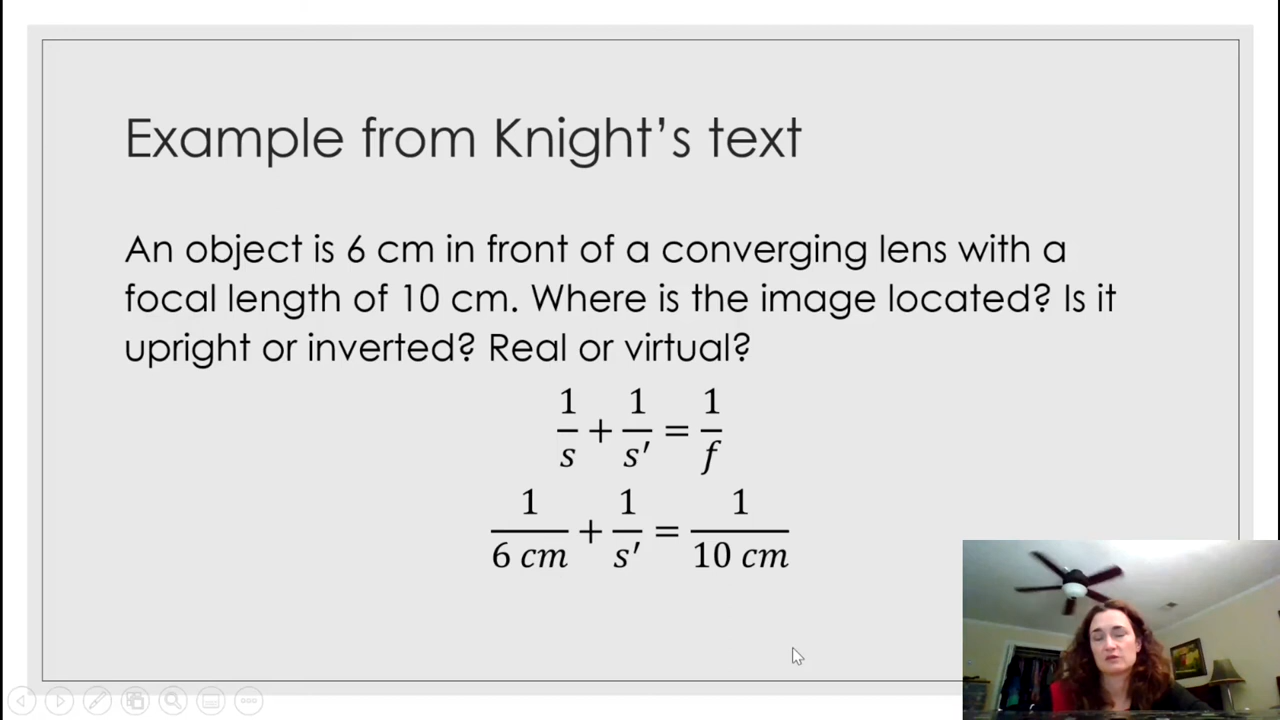 Example from Knight's text
An object is 6 cm in front of a converging lens with a
focal length of 10 cm. Where is the image located? Is it
upright or inverted? Real or virtual?
1/s + 1/s′ = 1/f
1/6 cm + 1/s′ = 1/10 cm